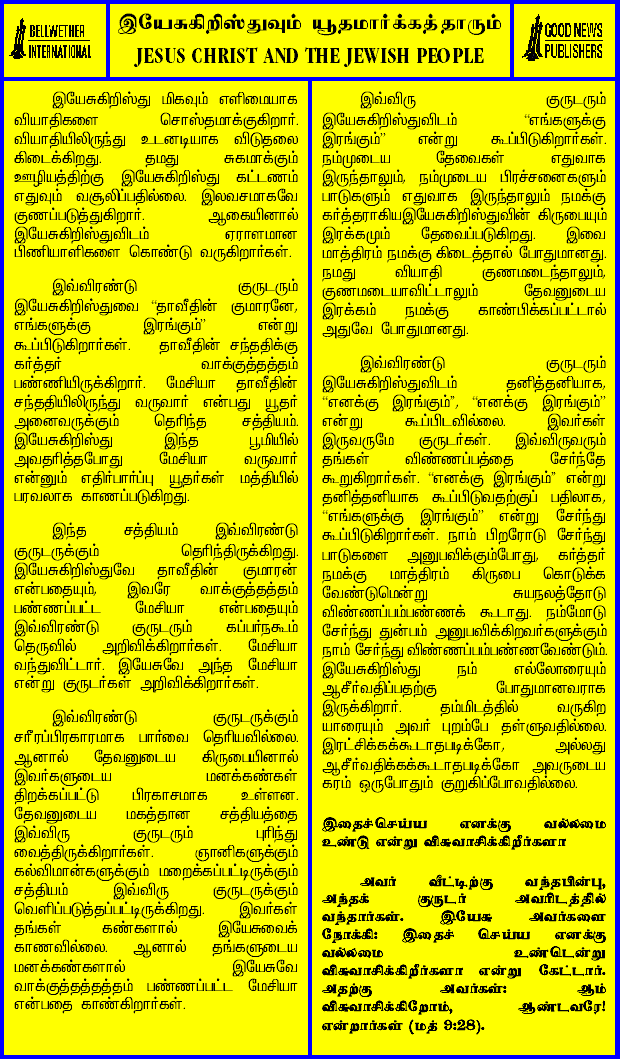 BELLWETHER
INTERNATIONAL
இயேசுகிறிஸ்துவும் யூதமார்க்கத்தாரும்
JESUS CHRIST AND THE JEWISH PEOPLE
GOOD NEWS
PUBLISHERS
இயேசுகிறிஸ்து மிகவும் எளிமையாக
வியாதிகளை சொஸ்தமாக்குகிறார்.
வியாதியிலிருந்து உடனடியாக விடுதலை
கிடைக்கிறது. தமது சுகமாக்கும்
ஊழியத்திற்கு இயேசுகிறிஸ்து கட்டணம்
எதுவும் வசூலிப்பதில்லை. இலவசமாகவே
குணப்படுத்துகிறார். ஆகையினால்
இயேசுகிறிஸ்துவிடம் ஏராளமான
பிணியாளிகளை கொண்டு வருகிறார்கள்.
இவ்விரண்டு குருடரும்
இயேசுகிறிஸ்துவை “தாவீதின் குமாரனே,
எங்களுக்கு இரங்கும்” என்று
கூப்பிடுகிறார்கள். தாவீதின் சந்ததிக்கு
கர்த்தர் வாக்குத்தத்தம்
பண்ணியிருக்கிறார். மேசியா தாவீதின்
சந்ததியிலிருந்து வருவார் என்பது யூதர்
அனைவருக்கும் தெரிந்த சத்தியம்.
இயேசுகிறிஸ்து இந்த பூமியில்
அவதரித்தபோது மேசியா வருவார்
என்னும் எதிர்பார்ப்பு யூதர்கள் மத்தியில்
பரவலாக காணப்படுகிறது.
இந்த சத்தியம் இவ்விரண்டு
குருடருக்கும் தெரிந்திருக்கிறது.
இயேசுகிறிஸ்துவே தாவீதின் குமாரன்
என்பதையும், இவரே வாக்குத்தத்தம்
பண்ணப்பட்ட மேசியா என்பதையும்
இவ்விரண்டு குருடரும் கப்பர்நகூம்
தெருவில் அறிவிக்கிறார்கள். மேசியா
வந்துவிட்டார். இயேசுவே அந்த மேசியா
என்று குருடர்கள் அறிவிக்கிறார்கள்.
இவ்விரண்டு குருடருக்கும்
சரீரப்பிரகாரமாக பார்வை தெரியவில்லை.
ஆனால் தேவனுடைய கிருபையினால்
இவர்களுடைய மனக்கண்கள்
திறக்கப்பட்டு பிரகாசமாக உள்ளன.
தேவனுடைய மகத்தான சத்தியத்தை
இவ்விரு குருடரும் புரிந்து
வைத்திருக்கிறார்கள். ஞானிகளுக்கும்
கல்விமான்களுக்கும் மறைக்கப்பட்டிருக்கும்
சத்தியம் இவ்விரு குருடருக்கும்
வெளிப்படுத்தப்பட்டிருக்கிறது. இவர்கள்
தங்கள் கண்களால் இயேசுவைக்
காணவில்லை. ஆனால் தங்களுடைய
மனக்கண்களால் இயேசுவே
வாக்குத்தத்தத்தம் பண்ணப்பட்ட மேசியா
என்பதை காண்கிறார்கள்.
இவ்விரு குருடரும்
இயேசுகிறிஸ்துவிடம் “எங்களுக்கு
இரங்கும்” என்று கூப்பிடுகிறார்கள்.
நம்முடைய தேவைகள் எதுவாக
இருந்தாலும், நம்முடைய பிரச்சனைகளும்
பாடுகளும் எதுவாக இருந்தாலும் நமக்கு
கர்த்தராகியஇயேசுகிறிஸ்துவின் கிருபையும்
இரக்கமும் தேவைப்படுகிறது. இவை
மாத்திரம் நமக்கு கிடைத்தால் போதுமானது.
நமது வியாதி குணமடைந்தாலும்,
குணமடையாவிட்டாலும் தேவனுடைய
இரக்கம் நமக்கு காண்பிக்கப்பட்டால்
அதுவே போதுமானது.
இவ்விரண்டு குருடரும்
இயேசுகிறிஸ்துவிடம் தனித்தனியாக,
“எனக்கு இரங்கும்”, “எனக்கு இரங்கும்”
என்று கூப்பிடவில்லை. இவர்கள்
இருவருமே குருடர்கள். இவ்விருவரும்
தங்கள் விண்ணப்பத்தை சேர்ந்தே
கூறுகிறார்கள். “எனக்கு இரங்கும்” என்று
தனித்தனியாக கூப்பிடுவதற்குப் பதிலாக,
“எங்களுக்கு இரங்கும்” என்று சேர்ந்து
கூப்பிடுகிறார்கள். நாம் பிறரோடு சேர்ந்து
பாடுகளை அனுபவிக்கும்போது, கர்த்தர்
நமக்கு மாத்திரம் கிருபை கொடுக்க
வேண்டுமென்று சுயநலத்தோடு
விண்ணப்பம்பண்ணக் கூடாது. நம்மோடு
சேர்ந்து துன்பம் அனுபவிக்கிறவர்களுக்கும்
நாம் சேர்ந்து விண்ணப்பம்பண்ணவேண்டும்.
இயேசுகிறிஸ்து நம் எல்லோரையும்
ஆசீர்வதிப்பதற்கு போதுமானவராக
இருக்கிறார். தம்மிடத்தில் வருகிற
யாரையும் அவர் புறம்பே தள்ளுவதில்லை.
இரட்சிக்கக்கூடாதபடிக்கோ, அல்லது
ஆசீர்வதிக்கக்கூடாதபடிக்கோ அவருடைய
கரம் ஒருபோதும் குறுகிப்போவதில்லை.
இதைச்செய்ய எனக்கு வல்லமை
உண்டு என்று விசுவாசிக்கிறீர்களா
அவர் வீட்டிற்கு வந்தபின்பு,
அந்தக் குருடர் அவரிடத்தில்
வந்தார்கள். இயேசு அவர்களை
நோக்கி: இதைச் செய்ய எனக்கு
வல்லமை உண்டென்று
விசுவாசிக்கிறீர்களா என்று கேட்டார்.
அதற்கு அவர்கள்: ஆம்
விசுவாசிக்கிறோம், ஆண்டவரே!
என்றார்கள் (மத் 9:28).